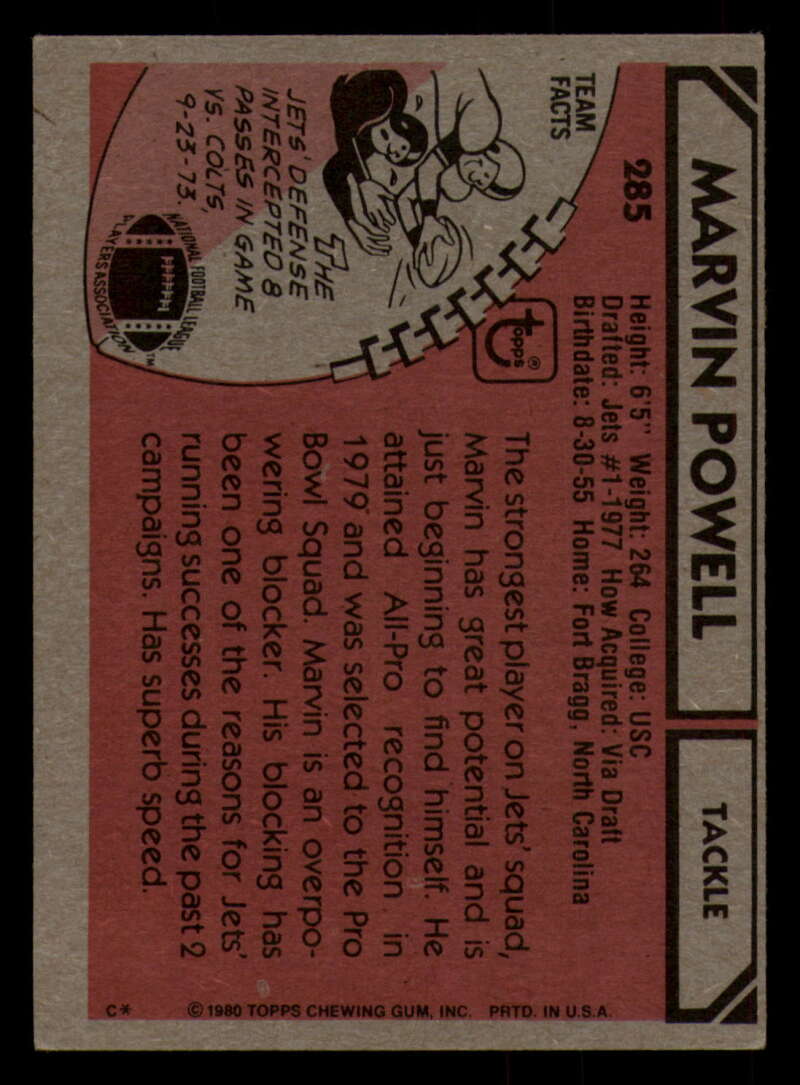 MARVIN POWELL
TACKLE
285
Height: 6'5" Weight: 264 College: USC
Drafted: Jets #1-1977 How Acquired: Via Draft
Birthdate: 8-30-55 Home: Fort Bragg, North Carolina
TEAM
FACTS
THE
JETS' DEFENSE
INTERCEPTED 8
PASSES IN GAME
VS. COLTS,
9-23-73.
NATIONAL FOOTBALL LEAGUE
PLAYERS ASSOCIATION
TM
topps®
The strongest player on Jets' squad,
Marvin has great potential and is
just beginning to find himself. He
attained All-Pro recognition in
1979 and was selected to the Pro
Bowl Squad. Marvin is an overpo-
wering blocker. His blocking has
been one of the reasons for Jets'
running successes during the past 2
campaigns. Has superb speed.
C* © 1980 TOPPS CHEWING GUM, INC. PRTD. IN U.S.A.